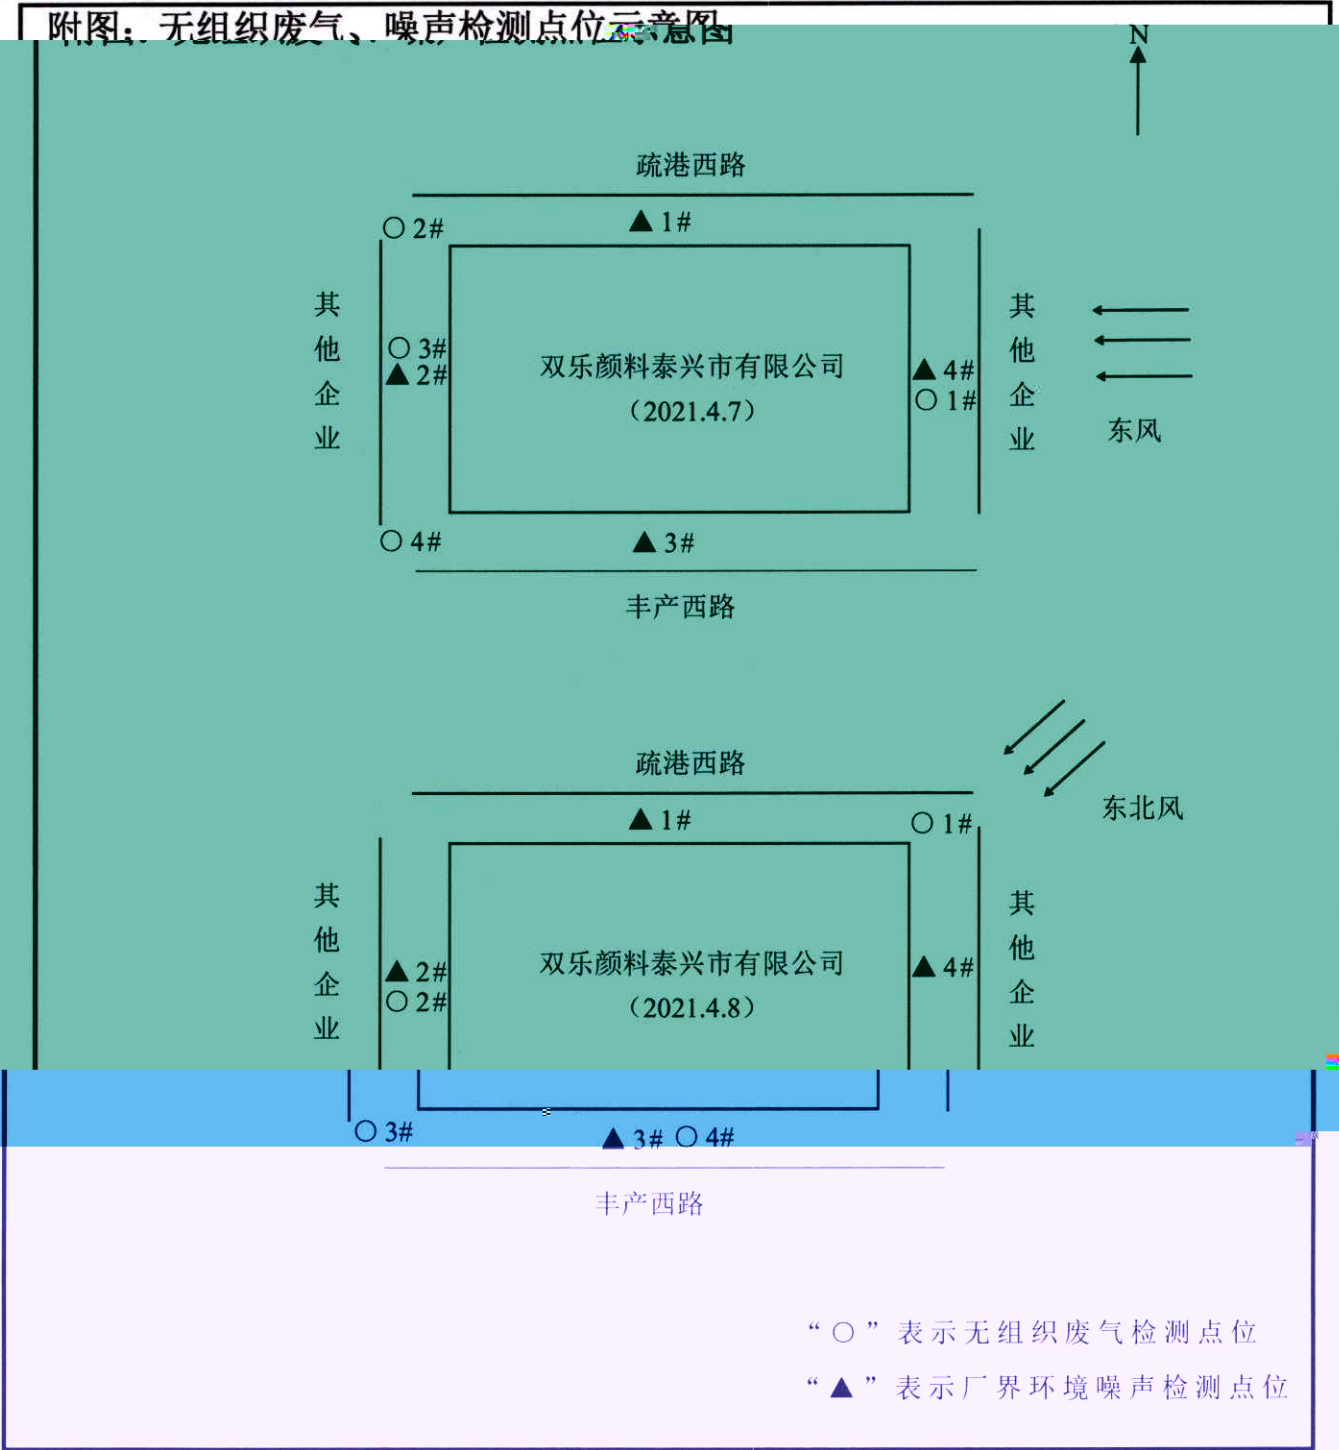 附图：无组织废气、噪声检测点位示意图
N
疏港西路
○ 2#
▲ 1#
其他企业
○ 3#
▲ 2#
双乐颜料泰兴市有限公司
（2021.4.7）
▲ 4#
○ 1#
其他企业
东风
○ 4#
▲ 3#
丰产西路
疏港西路
东北风
▲ 1#
○ 1#
其他企业
▲ 2#
○ 2#
双乐颜料泰兴市有限公司
（2021.4.8）
▲ 4#
其他企业
○ 3#
▲ 3# ○ 4#
丰产西路
“○”表示无组织废气检测点位
“▲”表示厂界环境噪声检测点位